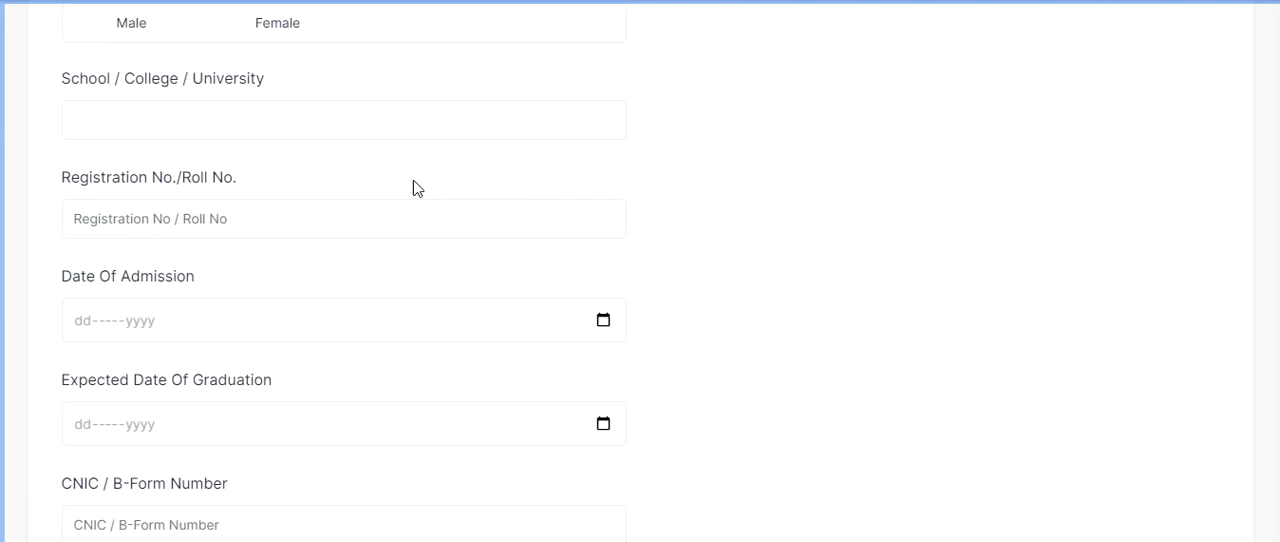 Male Female
School / College / University
Registration No./Roll No.
Registration No / Roll No
Date Of Admission
dd-----yyyy
Expected Date Of Graduation
dd-----yyyy
CNIC / B-Form Number
CNIC / B-Form Number